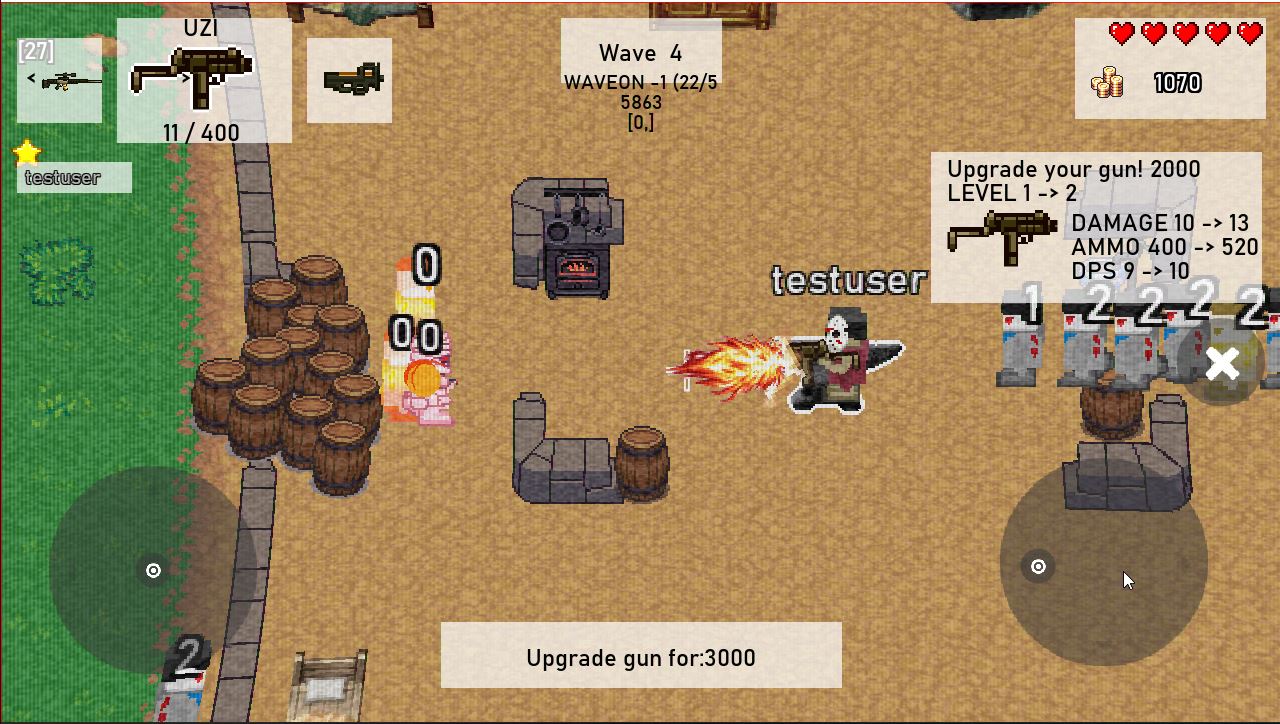 [27]
<
UZI
>
11 / 400
Wave 4
WAVEON -1 (22/5
5863
[0,]
1070
testuser
Upgrade your gun! 2000
LEVEL 1 -> 2
DAMAGE 10 -> 13
AMMO 400 -> 520
DPS 9 -> 10
0
0
0
testuser
0
1
2
2
2
2
2
Upgrade gun for:3000